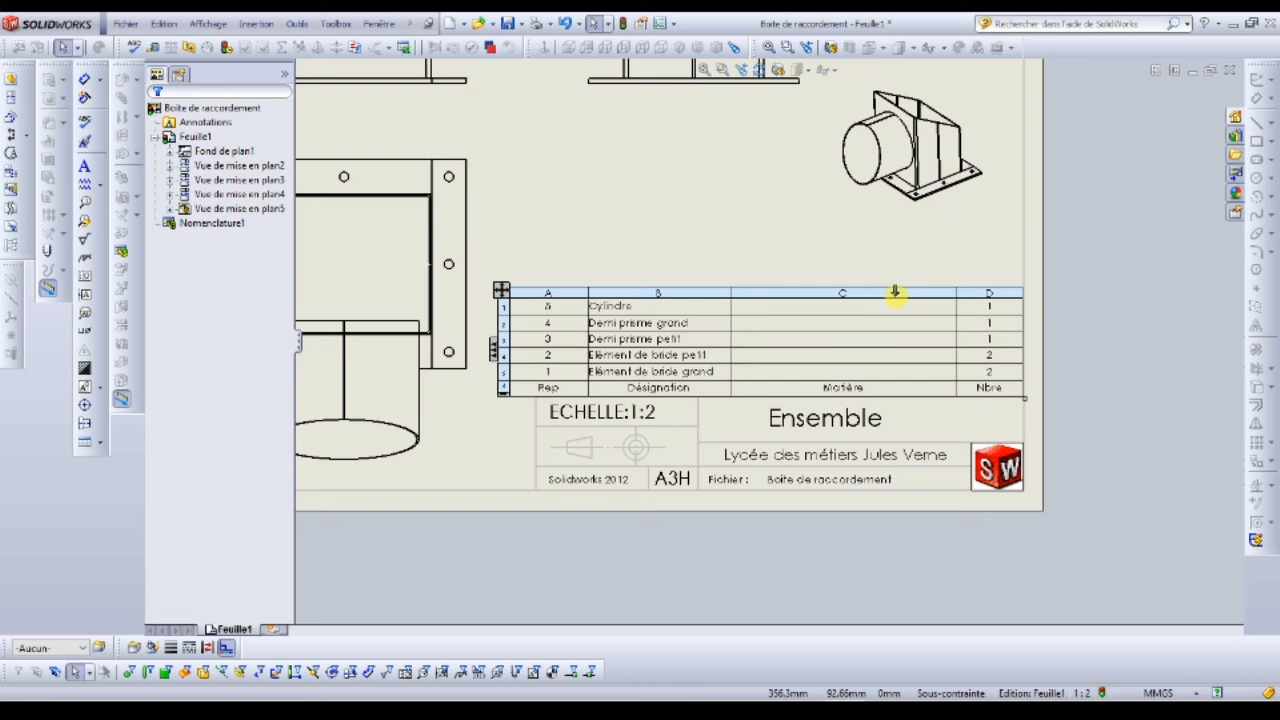 SOLIDWORKS Fichier Edition Affichage Insertion Outils Toolbox Fenêtre ? Boite de raccordement - Feuille1 * Rechercher dans l'aide de SolidWorks
Boite de raccordement
Annotations
Feuille1
Fond de plan1
Vue de mise en plan2
Vue de mise en plan3
Vue de mise en plan4
Vue de mise en plan5
Nomenclature1
A B C D
1 5 Cylindre 1
2 4 Demi prisme grand 1
3 3 Demi prisme petit 1
4 2 Elément de bride petit 2
5 1 Elément de bride grand 2
Rep Désignation Matière Nbre
ECHELLE:1:2 Ensemble
Lycée des métiers Jules Verne
Solidworks 2012 A3H Fichier : Boite de raccordement
SW
Feuille1
-Aucun-
356.3mm 92.66mm 0mm Sous-contrainte Edition: Feuille1 1 : 2 MMGS